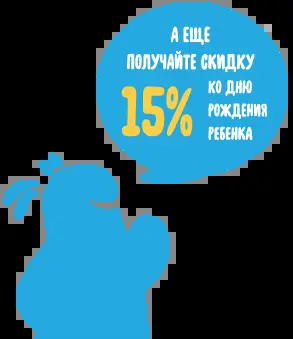 А ЕЩЕ
ПОЛУЧАЙТЕ СКИДКУ
15%
КО ДНЮ
РОЖДЕНИЯ
РЕБЕНКА